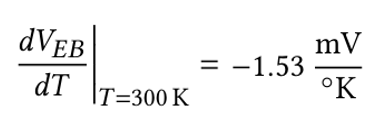 dV_EB/dT |_{T=300 K} = −1.53 mV/°K